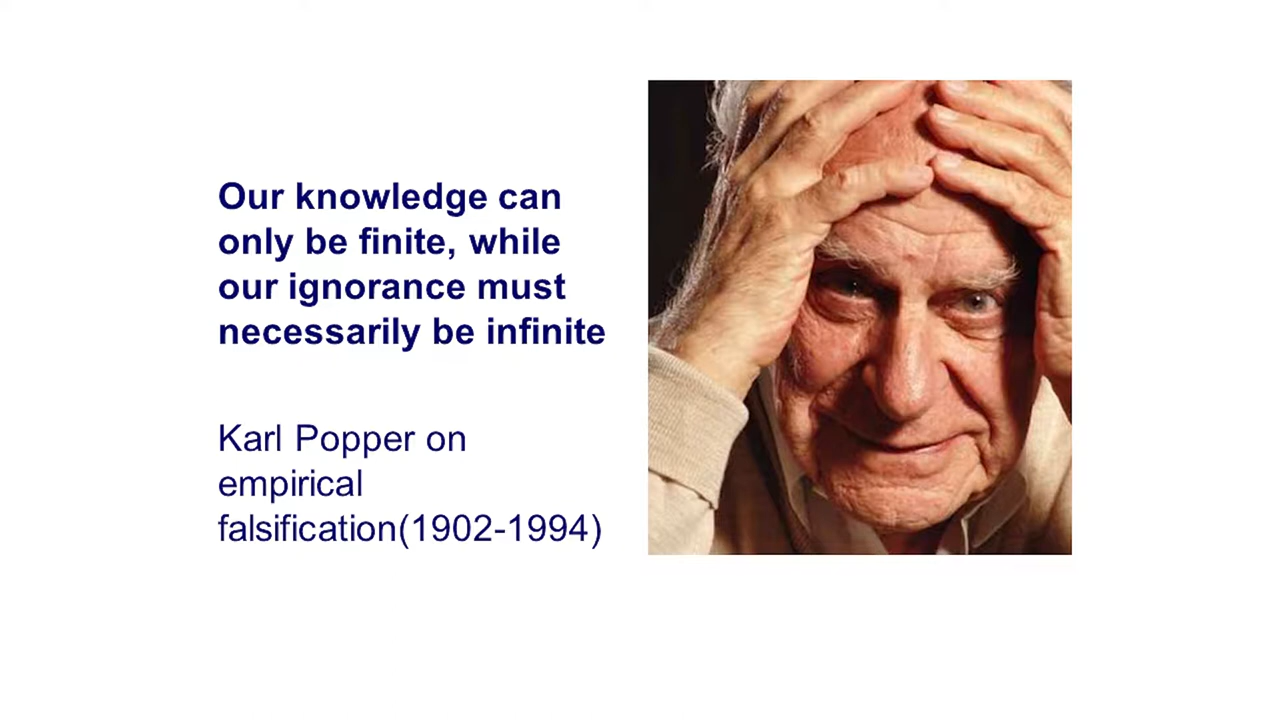 Our knowledge can
only be finite, while
our ignorance must
necessarily be infinite
Karl Popper on
empirical
falsification(1902-1994)